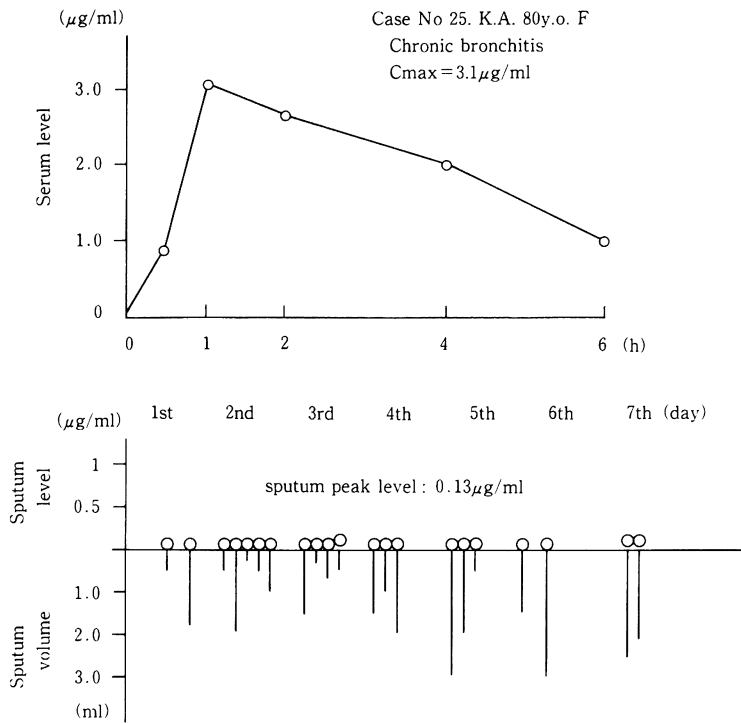 (μg/ml)
Case No 25. K.A. 80y.o. F
Chronic bronchitis
Cmax=3.1μg/ml
Serum level
3.0
2.0
1.0
0
0 1 2 4 6 (h)
(μg/ml)
1st 2nd 3rd 4th 5th 6th 7th (day)
Sputum level
1
0.5
sputum peak level : 0.13μg/ml
Sputum volume
1.0
2.0
3.0
(ml)